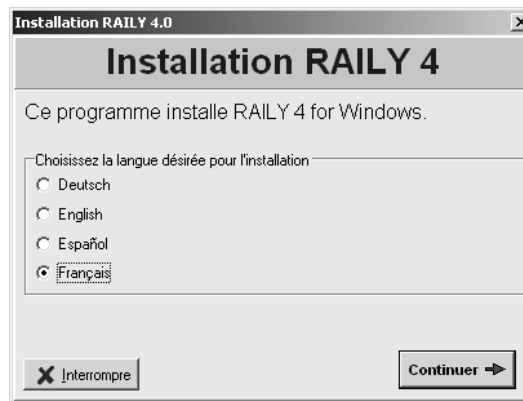 Installation RAILY 4.0
Installation RAILY 4
Ce programme installe RAILY 4 for Windows.
Choisissez la langue désirée pour l'installation
Deutsch
English
Español
Français
Interrompre
Continuer